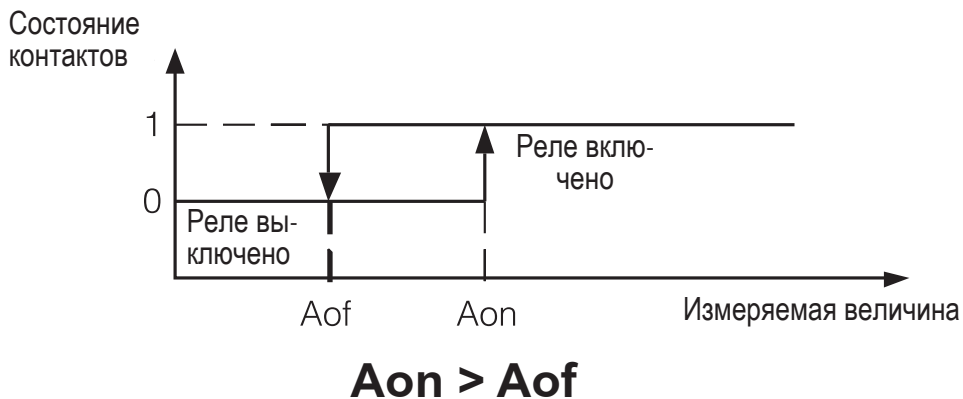 Состояние
контактов
1
Реле вклю-
чено
0
Реле вы-
ключено
Aof
Aon
Измеряемая величина
Aon > Aof